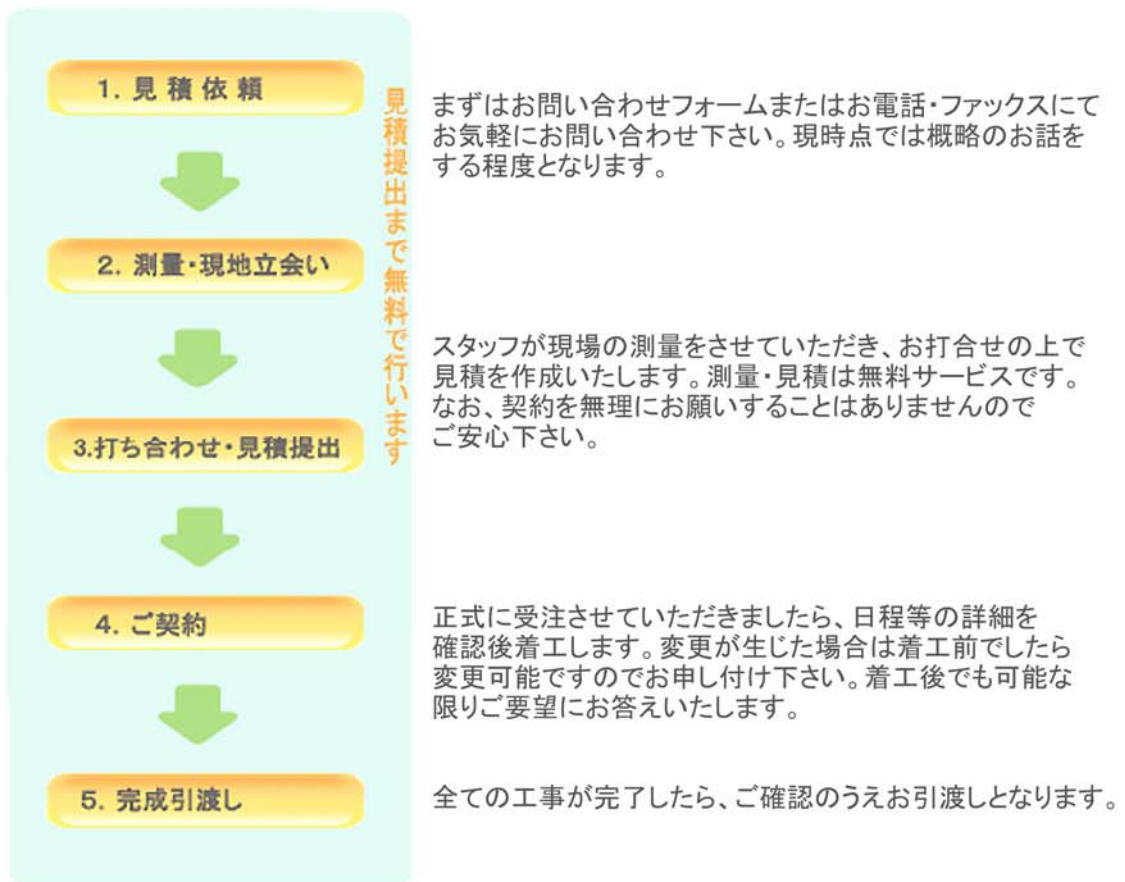 1. 見積依頼
まずはお問い合わせフォームまたはお電話・ファックスにて
お気軽にお問い合わせ下さい。現時点では概略のお話を
する程度となります。
見積提出まで無料で行います
2. 測量・現地立会い
スタッフが現場の測量をさせていただき、お打合せの上で
見積を作成いたします。測量・見積は無料サービスです。
なお、契約を無理にお願いすることはありませんので
ご安心下さい。
3.打ち合わせ・見積提出
4. ご契約
正式に受注させていただきましたら、日程等の詳細を
確認後着工します。変更が生じた場合は着工前でしたら
変更可能ですのでお申し付け下さい。着工後でも可能な
限りご要望にお答えいたします。
5. 完成引渡し
全ての工事が完了したら、ご確認のうえお引渡しとなります。